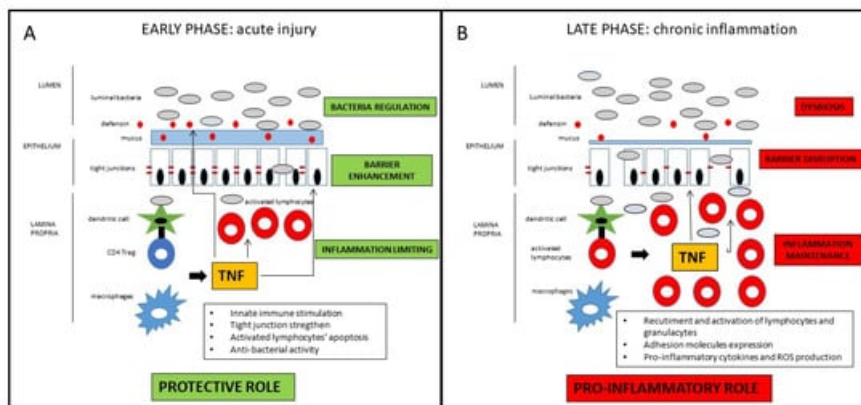 A
EARLY PHASE: acute injury
LUMEN
luminal bacteria
defensin
mucus
EPITHELIUM
tight junctions
LAMINA
PROPRIA
dendritic cell
CD4 Treg
macrophages
activated lymphocytes
TNF
BACTERIA REGULATION
BARRIER
ENHANCEMENT
INFLAMMATION LIMITING
• Innate immune stimulation
• Tight junction stregthen
• Activated lymphocytes' apoptosis
• Anti-bacterial activity
PROTECTIVE ROLE
B
LATE PHASE: chronic inflammation
LUMEN
Luminal bacteria
defensin
mucus
EPITHELIUM
tight junctions
LAMINA
PROPRIA
dendritic cell
activated
lymphocytes
macrophages
TNF
DYSBIOSIS
BARRIER DISRUPTION
INFLAMMATION
MAINTENANCE
• Recrutiment and activation of lymphocytes and
granulacytes
• Adhesion molecules expression
• Pro-inflammatory cytokines and ROS production
PRO-INFLAMMATORY ROLE